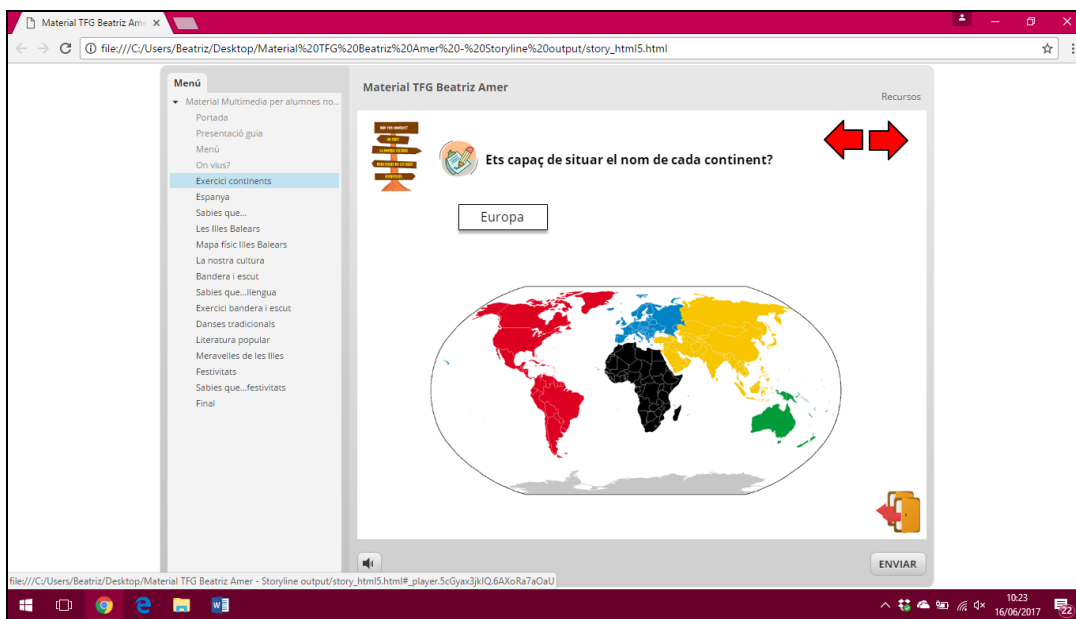 Material TFG Beatriz Ame
file:///C:/Users/Beatriz/Desktop/Material%20TFG%20Beatriz%20Amer%20-%20Storyline%20output/story_html5.html
Menú
Material Multimedia per alumnes no...
Portada
Presentació guia
Menú
On vius?
Exercici continents
Espanya
Sabies que...
Les Illes Balears
Mapa físic Illes Balears
La nostra cultura
Bandera i escut
Sabies que...llengua
Exercici bandera i escut
Danses tradicionals
Literatura popular
Meravelles de les Illes
Festivitats
Sabies que...festivitats
Final
Material TFG Beatriz Amer
Recursos
Ets capaç de situar el nom de cada continent?
Europa
ENVIAR
file:///C:/Users/Beatriz/Desktop/Material TFG Beatriz Amer - Storyline output/story_html5.html#_player.5cGyax3jkIQ.6AXoRa7aOaU
10:23
16/06/2017
22